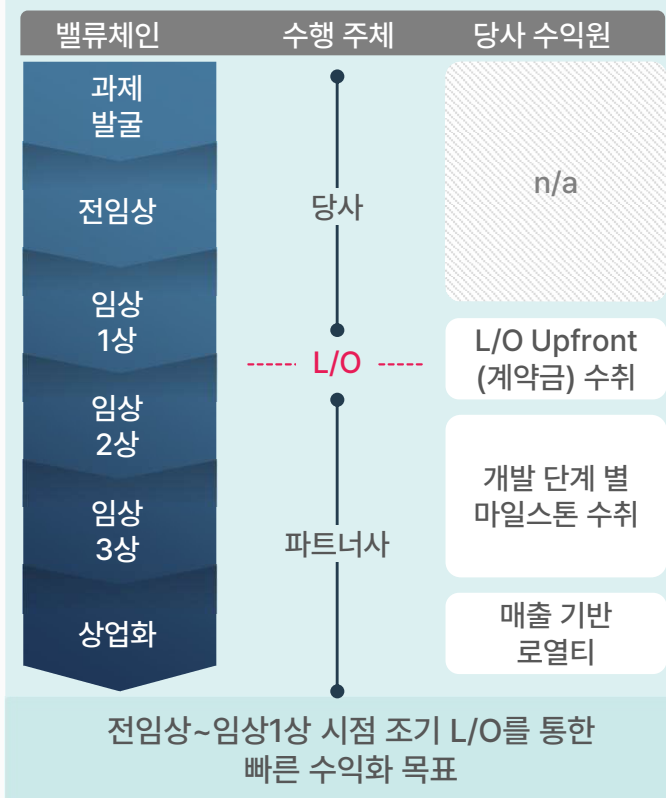 밸류체인 수행 주체 당사 수익원
과제
발굴
전임상
임상
1상
임상
2상
임상
3상
상업화
당사
L/O
파트너사
n/a
L/O Upfront
(계약금) 수취
개발 단계 별
마일스톤 수취
매출 기반
로열티
전임상~임상1상 시점 조기 L/O를 통한
빠른 수익화 목표